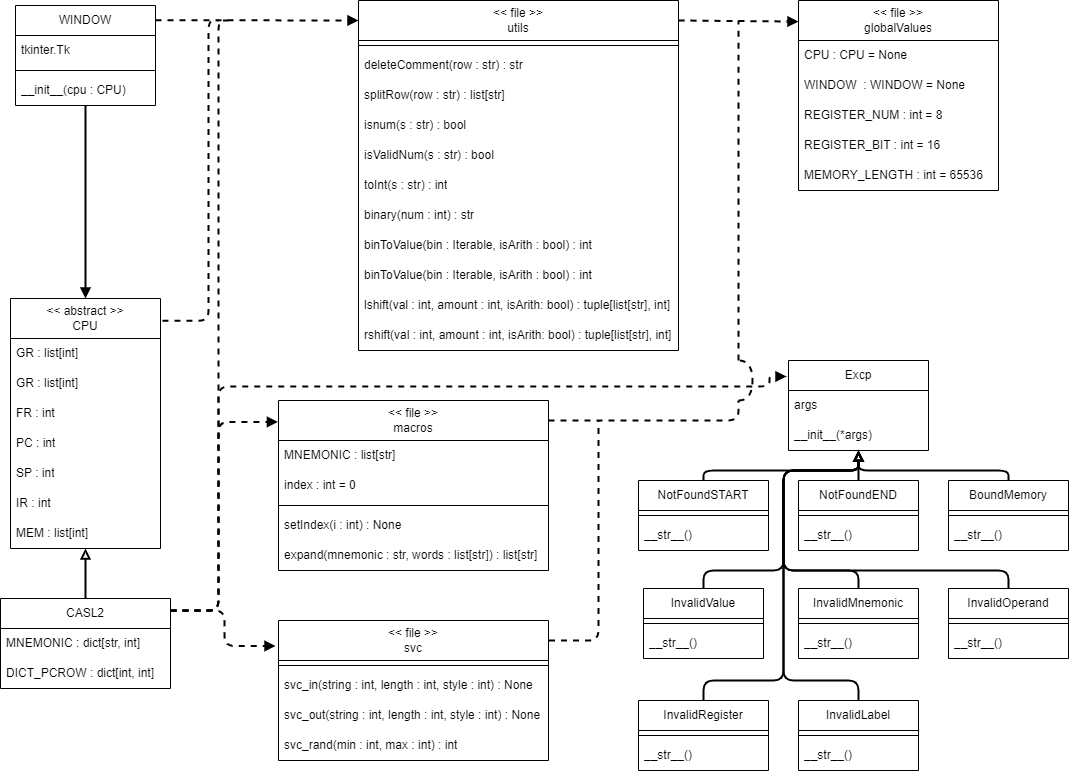 WINDOW
tkinter.Tk
__init__(cpu : CPU)
<< file >>
utils
deleteComment(row : str) : str
splitRow(row : str) : list[str]
isnum(s : str) : bool
isValidNum(s : str) : bool
toInt(s : str) : int
binary(num : int) : str
binToValue(bin : Iterable, isArith : bool) : int
binToValue(bin : Iterable, isArith : bool) : int
lshift(val : int, amount : int, isArith: bool) : tuple[list[str], int]
rshift(val : int, amount : int, isArith: bool) : tuple[list[str], int]
<< file >>
globalValues
CPU : CPU = None
WINDOW : WINDOW = None
REGISTER_NUM : int = 8
REGISTER_BIT : int = 16
MEMORY_LENGTH : int = 65536
<< abstract >>
CPU
GR : list[int]
GR : list[int]
FR : int
PC : int
SP : int
IR : int
MEM : list[int]
CASL2
MNEMONIC : dict[str, int]
DICT_PCROW : dict[int, int]
<< file >>
macros
MNEMONIC : list[str]
index : int = 0
setIndex(i : int) : None
expand(mnemonic : str, words : list[str]) : list[str]
<< file >>
svc
svc_in(string : int, length : int, style : int) : None
svc_out(string : int, length : int, style : int) : None
svc_rand(min : int, max : int) : int
Excp
args
__init__(*args)
NotFoundSTART
__str__()
NotFoundEND
__str__()
BoundMemory
__str__()
InvalidValue
__str__()
InvalidMnemonic
__str__()
InvalidOperand
__str__()
InvalidRegister
__str__()
InvalidLabel
__str__()